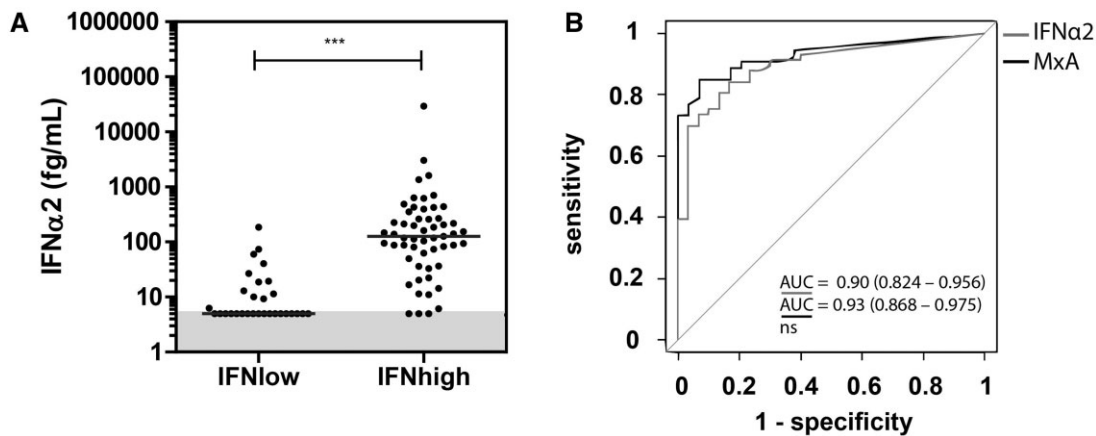 A
IFNα2 (fg/mL)
1000000
100000
10000
1000
100
10
1
***
IFNlow
IFNhigh
B
IFNα2
MxA
sensitivity
1
0.8
0.6
0.4
0.2
0
AUC = 0.90 (0.824 – 0.956)
AUC = 0.93 (0.868 – 0.975)
ns
0
0.2
0.4
0.6
0.8
1
1 - specificity